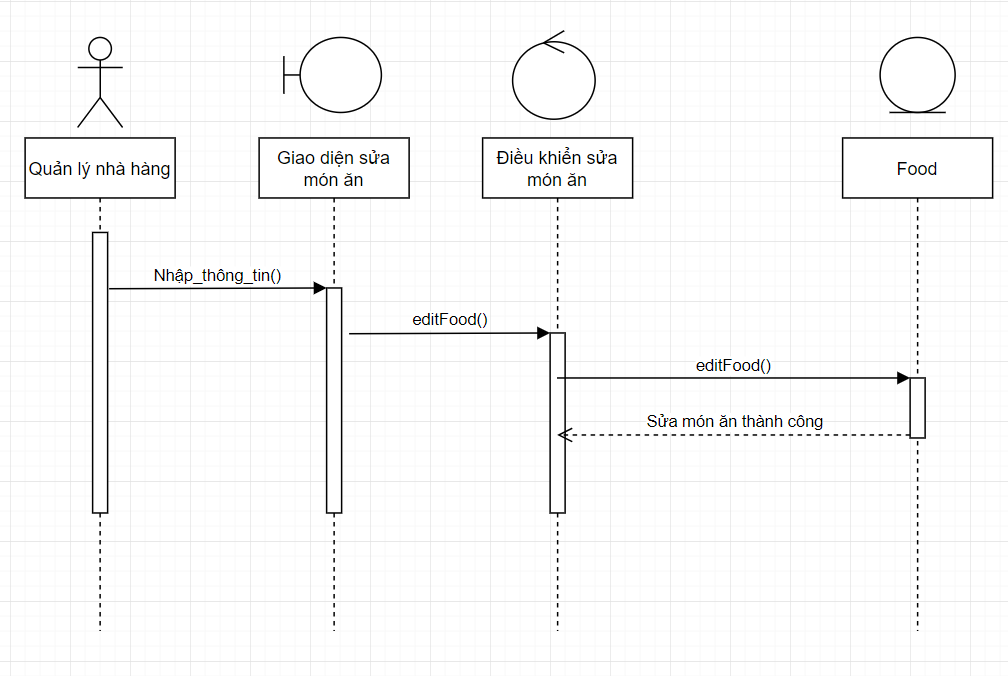 Quản lý nhà hàng
Giao diện sửa
món ăn
Điều khiển sửa
món ăn
Food
Nhập_thông_tin()
editFood()
editFood()
Sửa món ăn thành công